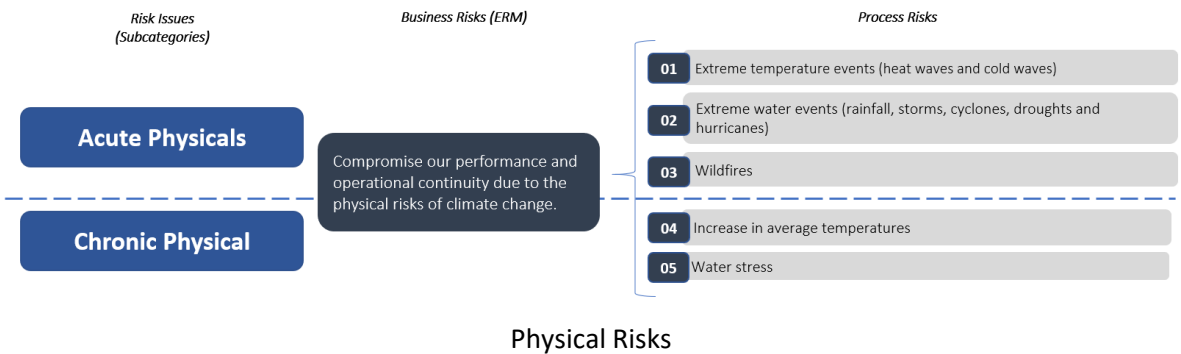 Risk Issues
(Subcategories)
Business Risks (ERM)
Process Risks
Acute Physicals
Chronic Physical
Compromise our performance and
operational continuity due to the
physical risks of climate change.
01 Extreme temperature events (heat waves and cold waves)
02 Extreme water events (rainfall, storms, cyclones, droughts and
hurricanes)
03 Wildfires
04 Increase in average temperatures
05 Water stress
Physical Risks